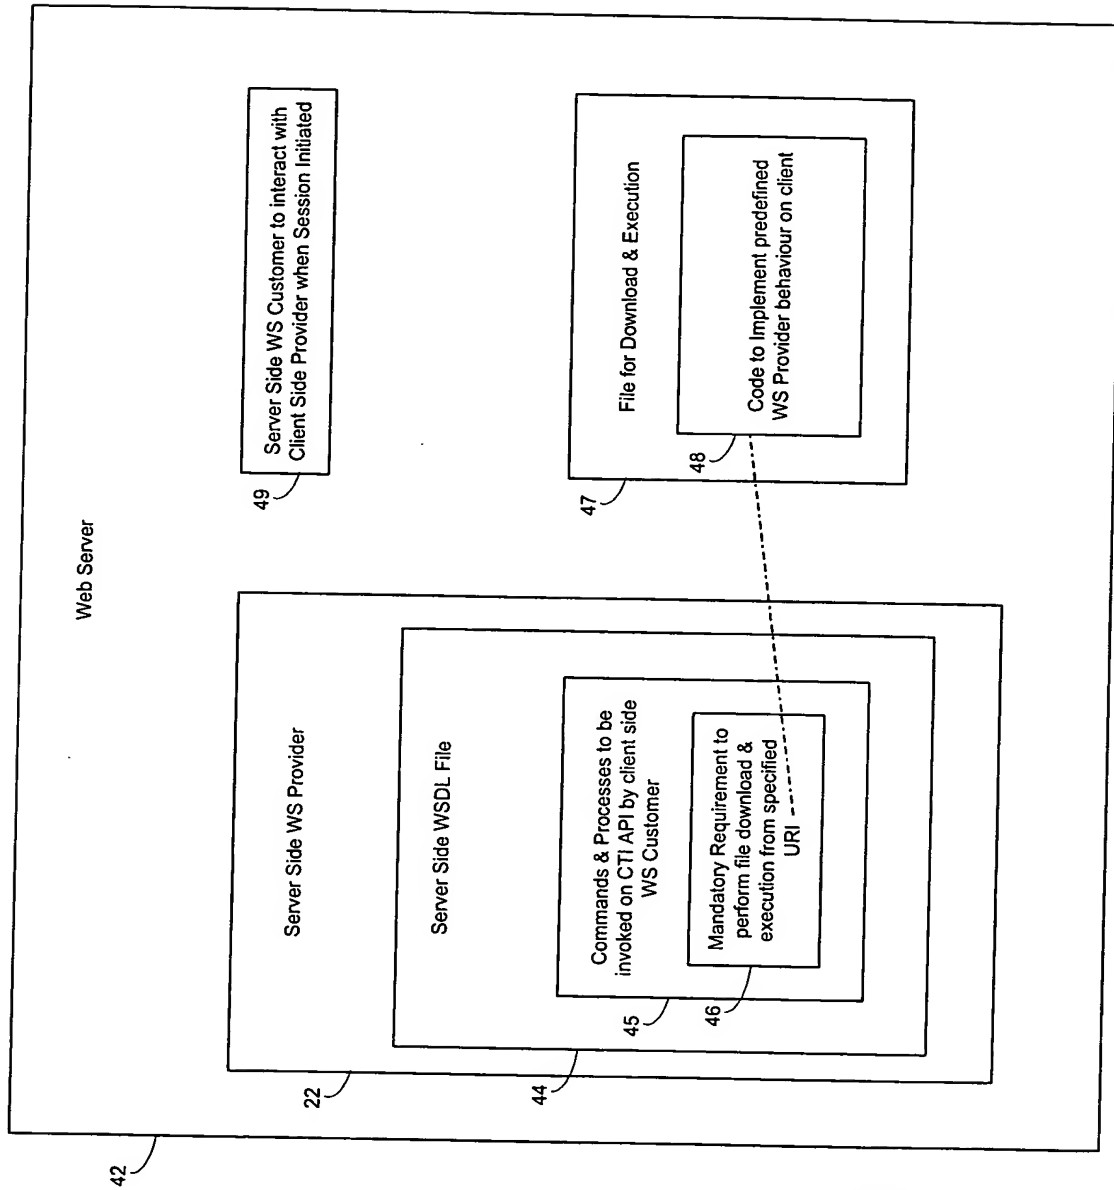 Web Server
42
Server Side WS Provider
22
Server Side WSDL File
44
Commands & Processes to be
invoked on CTI API by client side
WS Customer
45
Mandatory Requirement to
perform file download &
execution from specified
URI
46
Server Side WS Customer to interact with
Client Side Provider when Session Initiated
49
File for Download & Execution
47
Code to Implement predefined
WS Provider behaviour on client
48